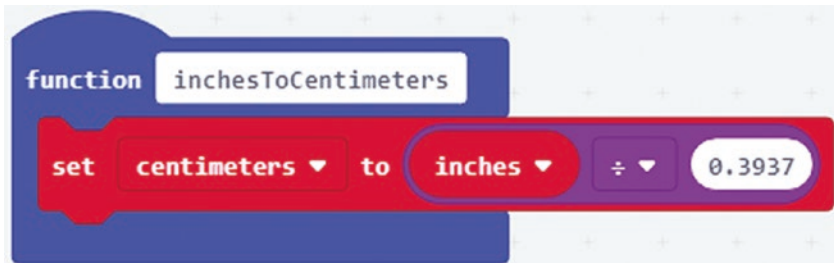 function inchesToCentimeters
set centimeters to inches ÷ 0.3937